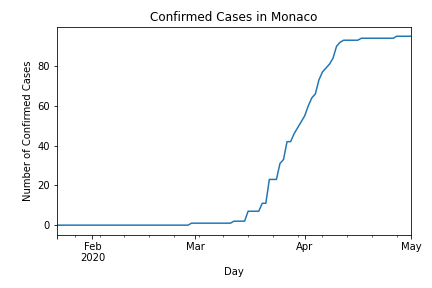 Confirmed Cases in Monaco
Number of Confirmed Cases
80
60
40
20
0
Feb
2020
Mar
Apr
May
Day